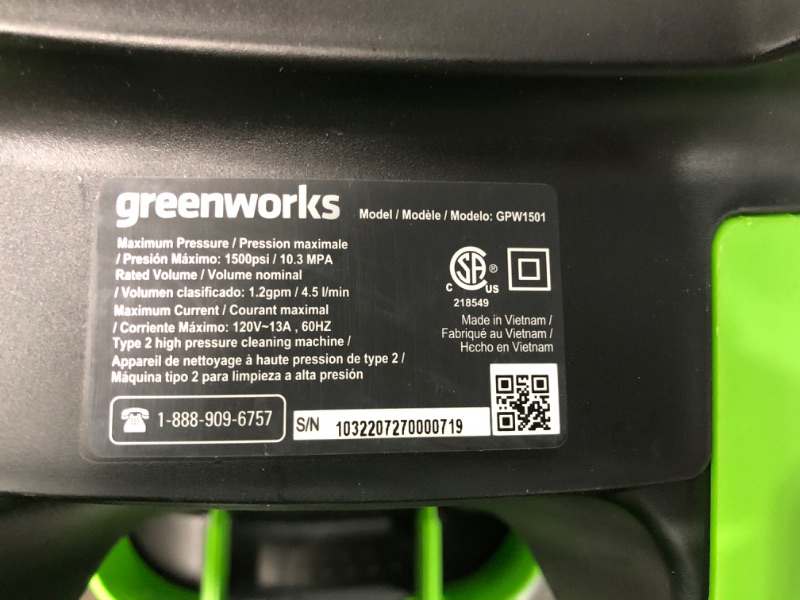 greenworks
Model / Modèle / Modelo: GPW1501
Maximum Pressure / Pression maximale
/ Presión Máximo: 1500psi / 10.3 MPA
Rated Volume / Volume nominal
/ Volumen clasificado: 1.2gpm / 4.5 l/min
Maximum Current / Courant maximal
/ Corriente Máximo: 120V~13A , 60HZ
Type 2 high pressure cleaning machine /
Appareil de nettoyage à haute pression de type 2 /
Máquina tipo 2 para limpieza a alta presión
SA ®
C US
218549
Made in Vietnam /
Fabriqué au Vietnam /
Hecho en Vietnam
1-888-909-6757
S/N 1032207270000719